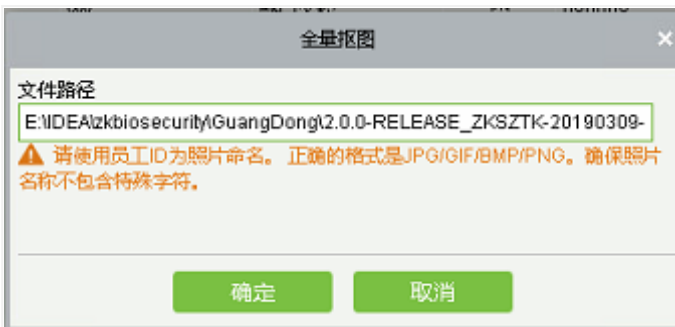 全量抠图
×
文件路径
E:\IDEA\zkbiosecurity\GuangDong\2.0.0-RELEASE_ZKSZTK-20190309-
请使用员工ID为照片命名。 正确的格式是JPG/GIF/BMP/PNG。确保照片
名称不包含特殊字符。
确定 取消